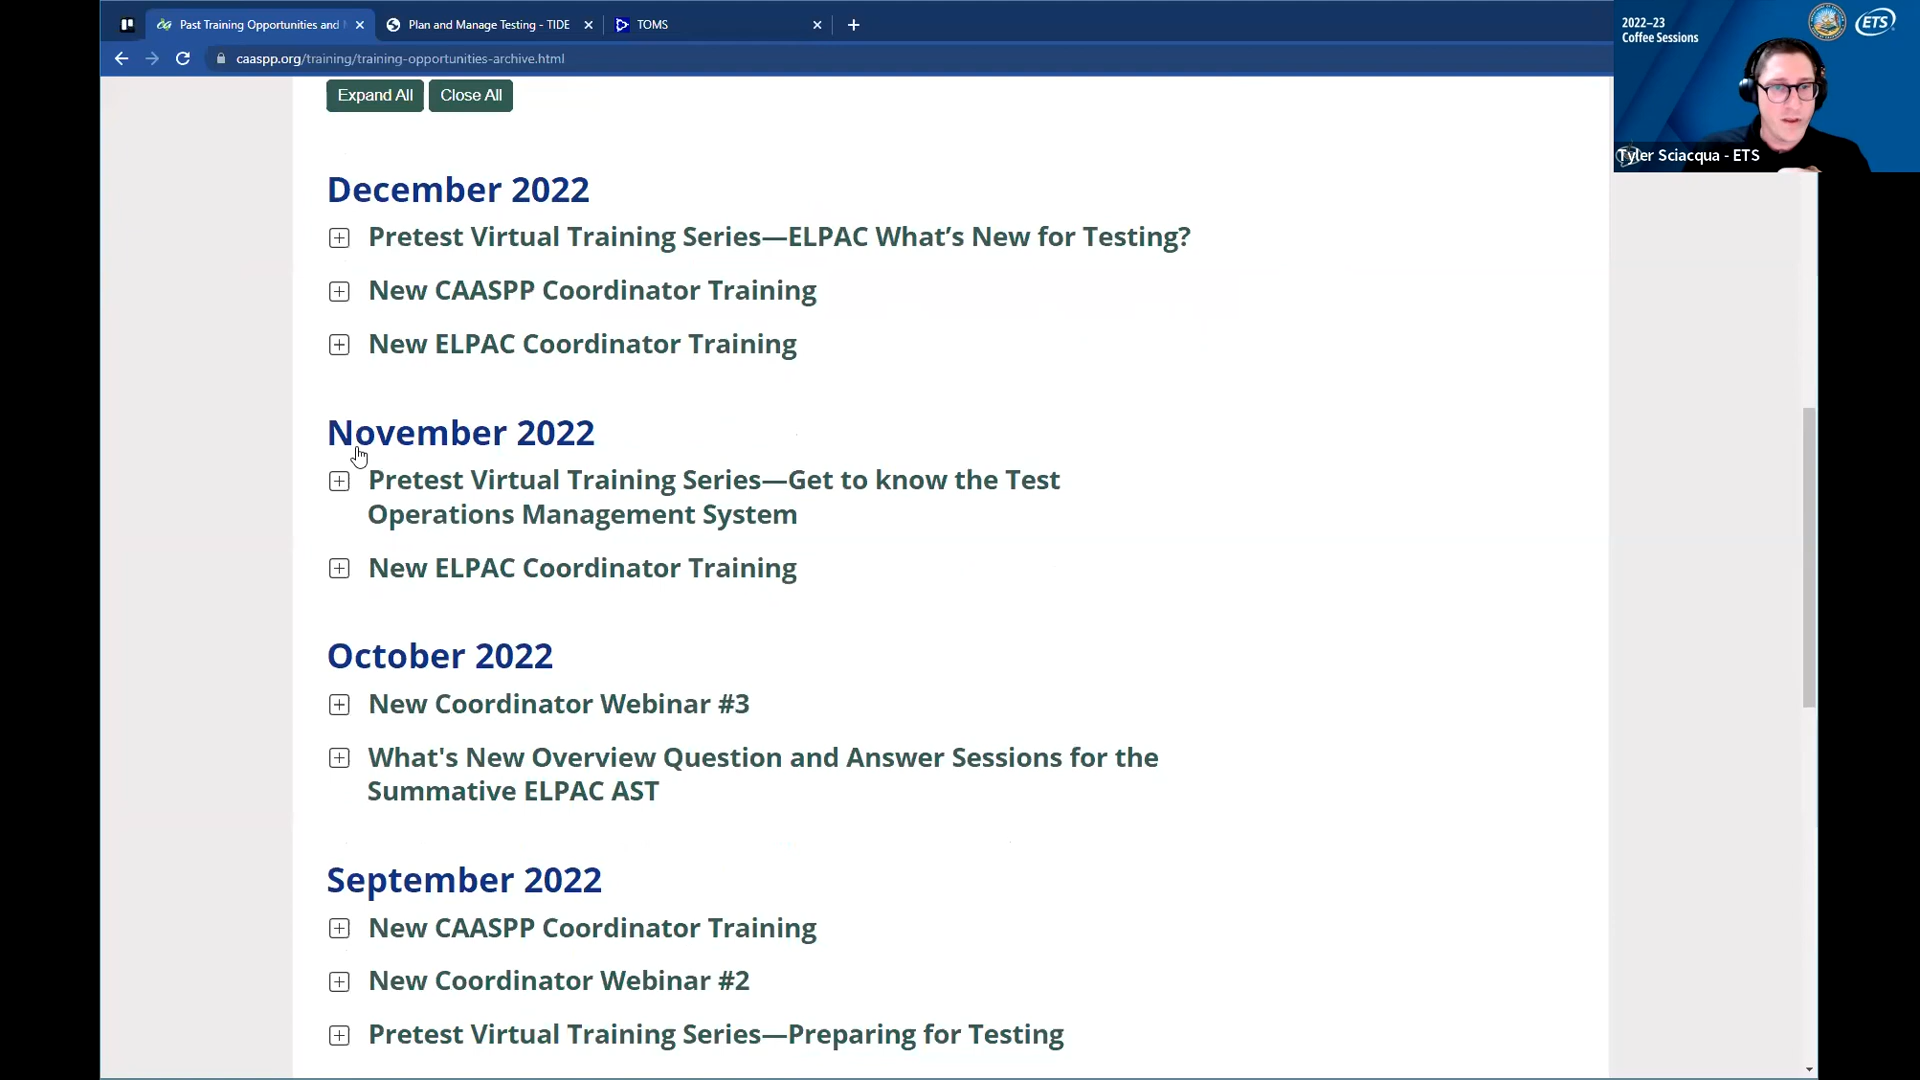 Past Training Opportunities and
Plan and Manage Testing - TIDE
TOMS
caaspp.org/training/training-opportunities-archive.html
2022–23
Coffee Sessions
ETS
Tyler Sciacqua - ETS
Expand All
Close All
December 2022
Pretest Virtual Training Series—ELPAC What’s New for Testing?
New CAASPP Coordinator Training
New ELPAC Coordinator Training
November 2022
Pretest Virtual Training Series—Get to know the Test
Operations Management System
New ELPAC Coordinator Training
October 2022
New Coordinator Webinar #3
What's New Overview Question and Answer Sessions for the
Summative ELPAC AST
September 2022
New CAASPP Coordinator Training
New Coordinator Webinar #2
Pretest Virtual Training Series—Preparing for Testing